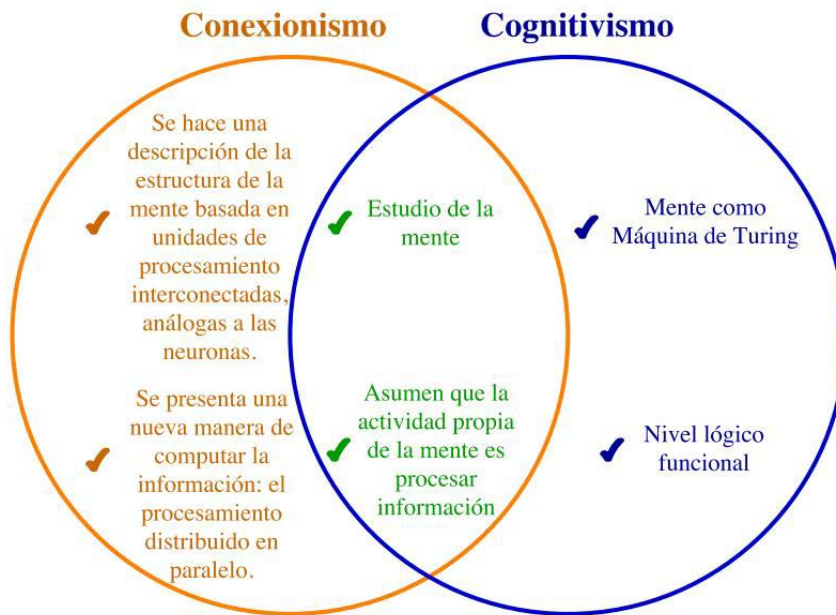 Conexionismo
Cognitivismo
Se hace una
descripción de la
estructura de la
mente basada en
unidades de
procesamiento
interconectadas,
análogas a las
neuronas.
Se presenta una
nueva manera de
computar la
información: el
procesamiento
distribuido en
paralelo.
Estudio de la
mente
Asumen que la
actividad propia
de la mente es
procesar
información
Mente como
Máquina de Turing
Nivel lógico
funcional